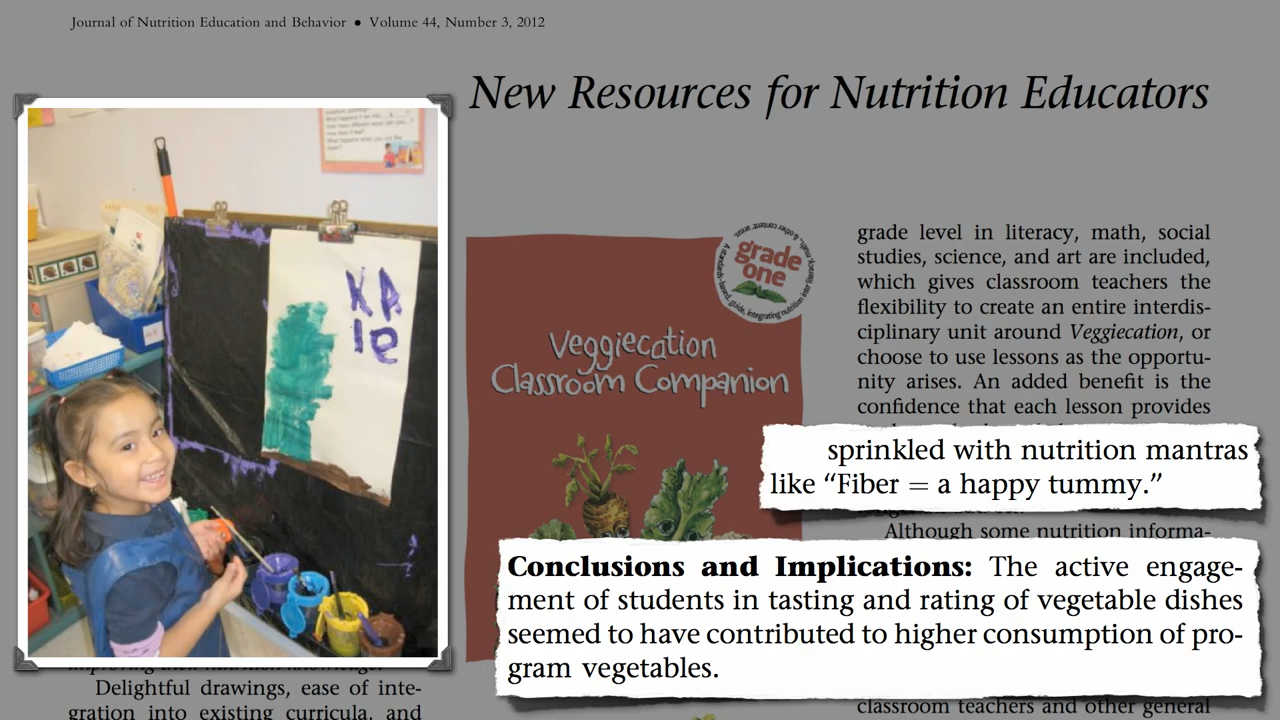 Journal of Nutrition Education and Behavior • Volume 44, Number 3, 2012
New Resources for Nutrition Educators
KA
le
grade
one
Veggiecation
Classroom Companion
grade level in literacy, math, social
studies, science, and art are included,
which gives classroom teachers the
flexibility to create an entire interdis-
ciplinary unit around Veggiecation, or
choose to use lessons as the opportu-
nity arises. An added benefit is the
confidence that each lesson provides
sprinkled with nutrition mantras
like “Fiber = a happy tummy.”
Although some nutrition informa-
Conclusions and Implications: The active engage-
ment of students in tasting and rating of vegetable dishes
seemed to have contributed to higher consumption of pro-
gram vegetables.
improving their nutrition knowledge.
Delightful drawings, ease of inte-
gration into existing curricula, and
classroom teachers and other general